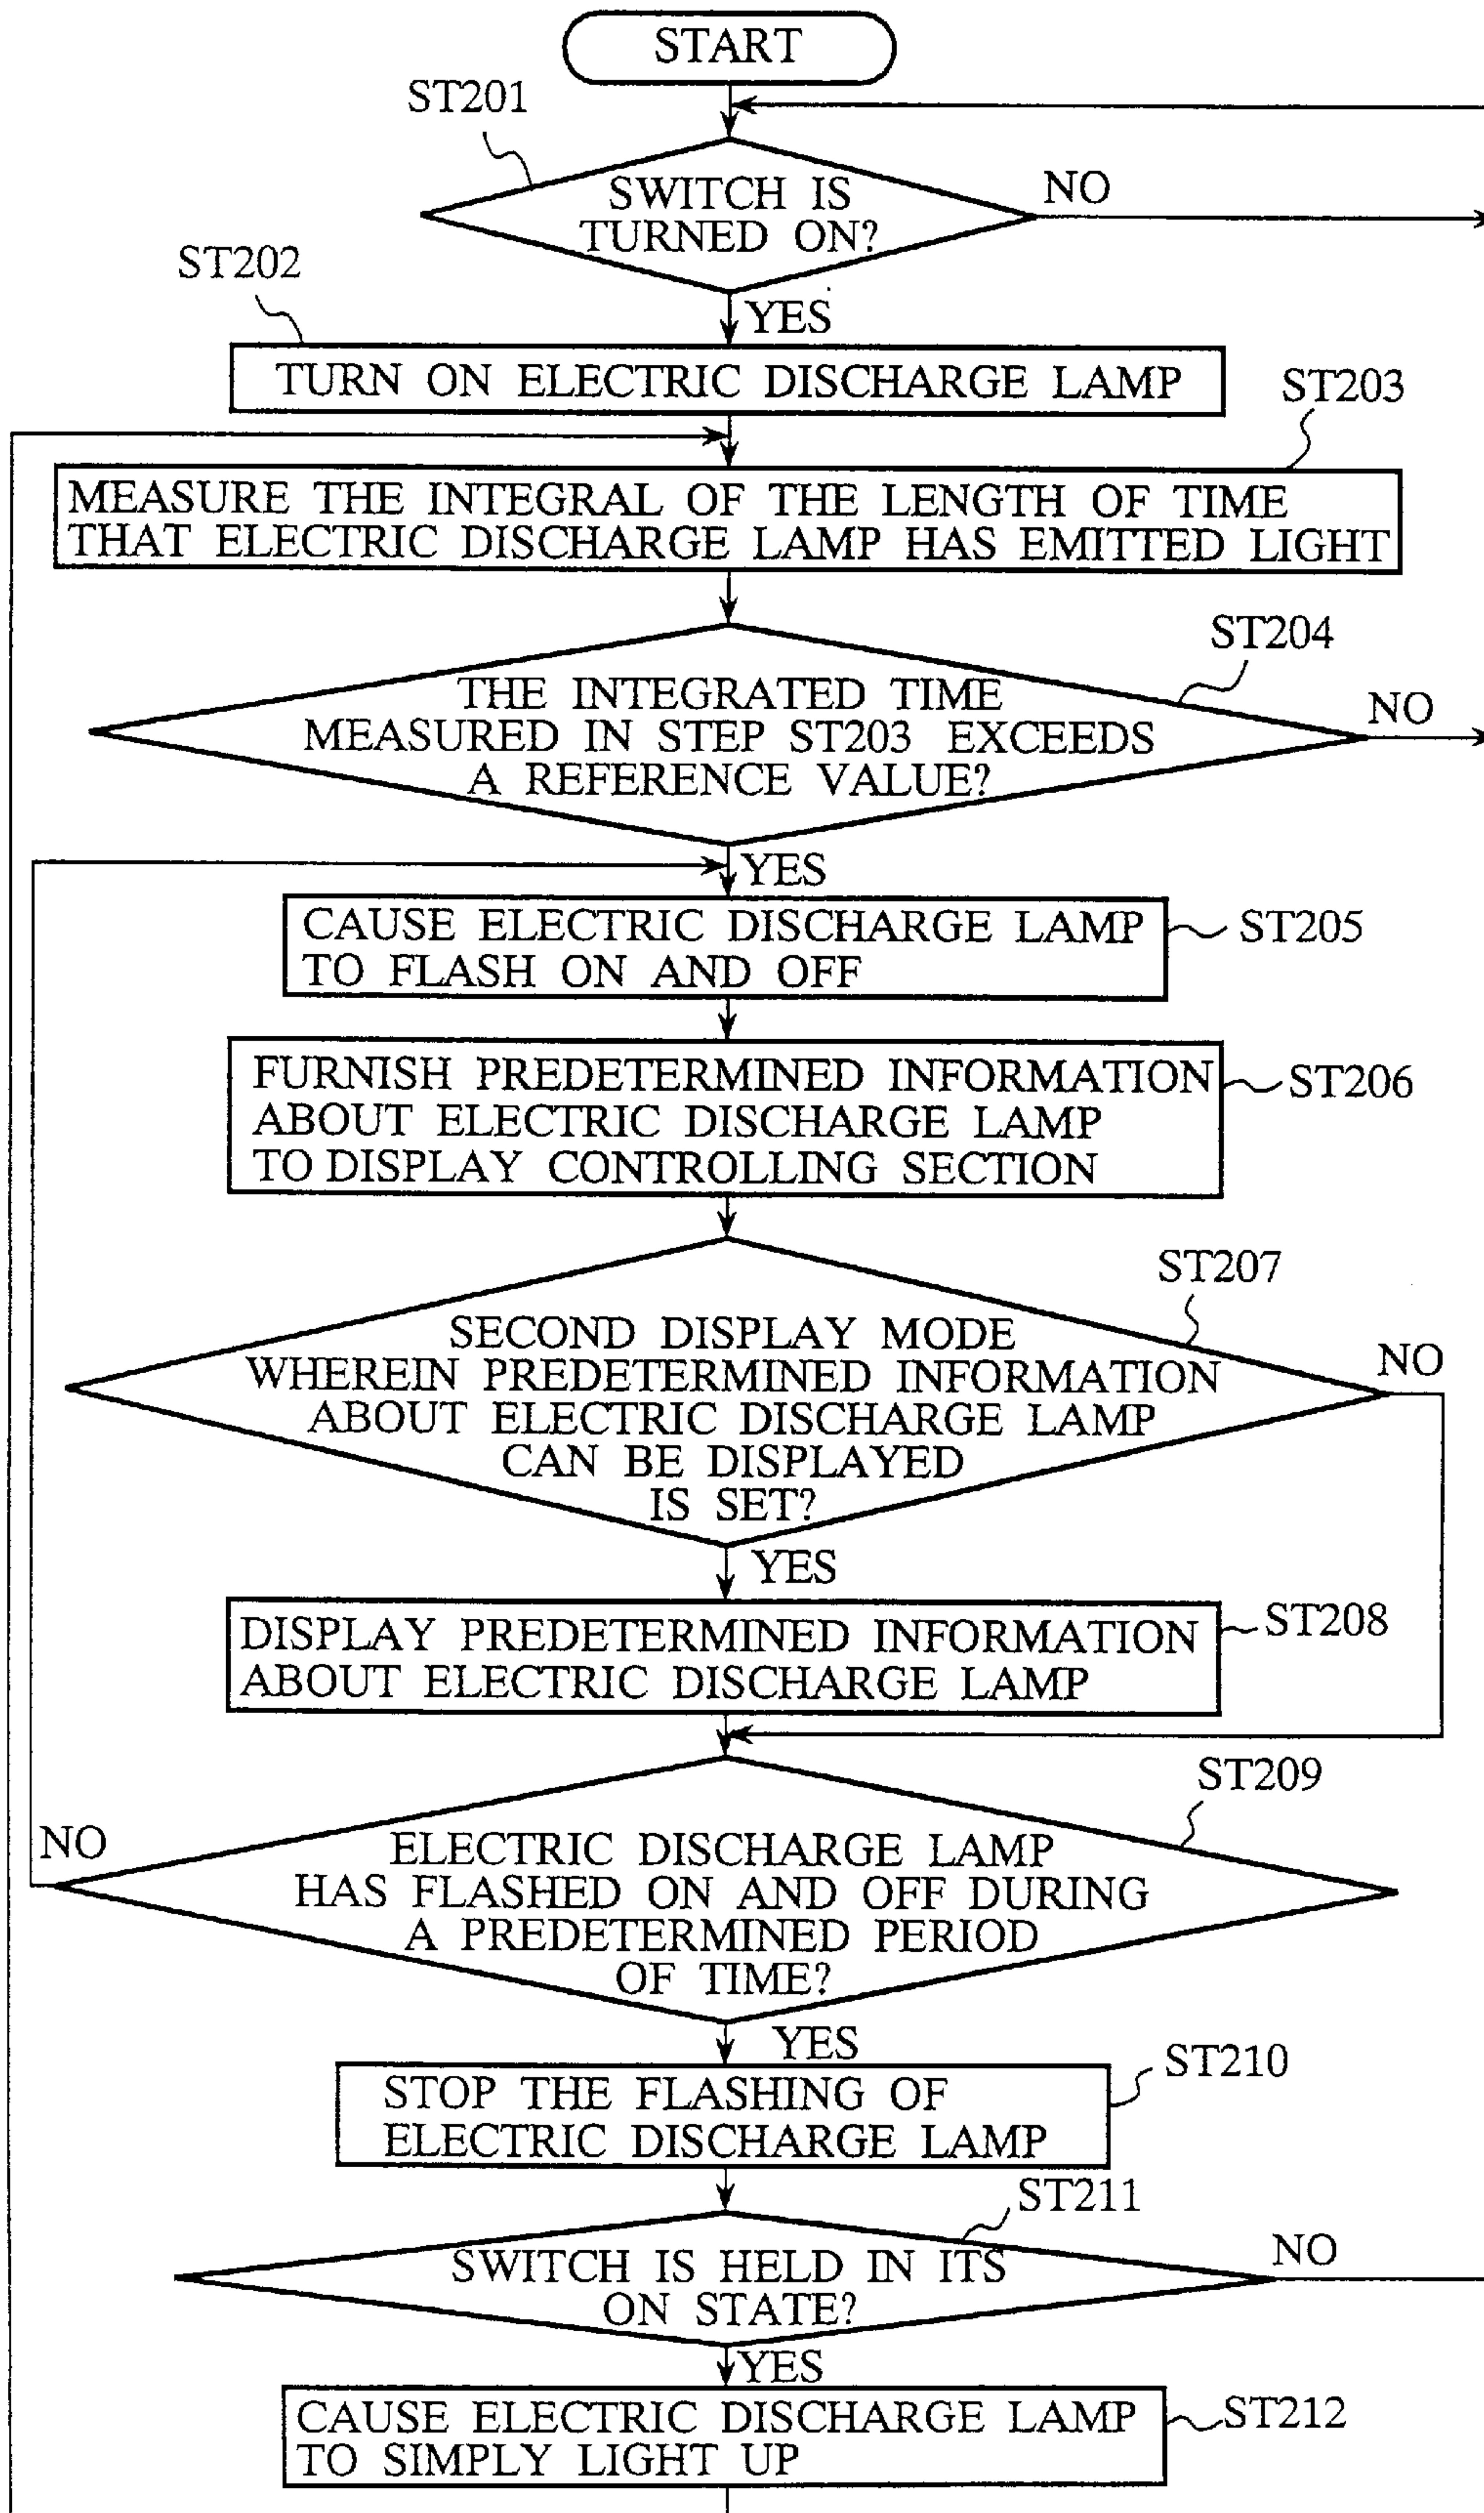 START
ST201
SWITCH IS
TURNED ON?
NO
ST202
YES
TURN ON ELECTRIC DISCHARGE LAMP
ST203
MEASURE THE INTEGRAL OF THE LENGTH OF TIME
THAT ELECTRIC DISCHARGE LAMP HAS EMITTED LIGHT
ST204
THE INTEGRATED TIME
MEASURED IN STEP ST203 EXCEEDS
A REFERENCE VALUE?
NO
YES
CAUSE ELECTRIC DISCHARGE LAMP
TO FLASH ON AND OFF
ST205
FURNISH PREDETERMINED INFORMATION
ABOUT ELECTRIC DISCHARGE LAMP
TO DISPLAY CONTROLLING SECTION
ST206
ST207
SECOND DISPLAY MODE
WHEREIN PREDETERMINED INFORMATION
ABOUT ELECTRIC DISCHARGE LAMP
CAN BE DISPLAYED
IS SET?
NO
YES
DISPLAY PREDETERMINED INFORMATION
ABOUT ELECTRIC DISCHARGE LAMP
ST208
ST209
NO
ELECTRIC DISCHARGE LAMP
HAS FLASHED ON AND OFF DURING
A PREDETERMINED PERIOD
OF TIME?
YES
ST210
STOP THE FLASHING OF
ELECTRIC DISCHARGE LAMP
ST211
SWITCH IS HELD IN ITS
ON STATE?
NO
YES
CAUSE ELECTRIC DISCHARGE LAMP
TO SIMPLY LIGHT UP
ST212